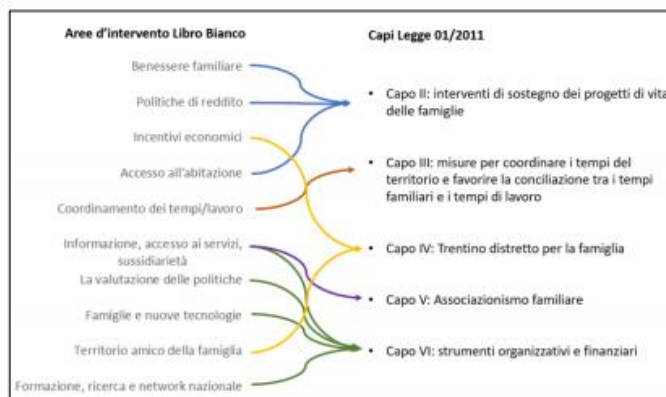 Aree d'intervento Libro Bianco
Benessere familiare
Politiche di reddito
Incentivi economici
Accesso all'abitazione
Coordinamento dei tempi/lavoro
Informazione, accesso ai servizi,
sussidiarietà
La valutazione delle politiche
Famiglie e nuove tecnologie
Territorio amico della famiglia
Formazione, ricerca e network nazionale
Capi Legge 01/2011
• Capo II: interventi di sostegno dei progetti di vita
delle famiglie
• Capo III: misure per coordinare i tempi del
territorio e favorire la conciliazione tra i tempi
familiari e i tempi di lavoro
• Capo IV: Trentino distretto per la famiglia
• Capo V: Associazionismo familiare
• Capo VI: strumenti organizzativi e finanziari